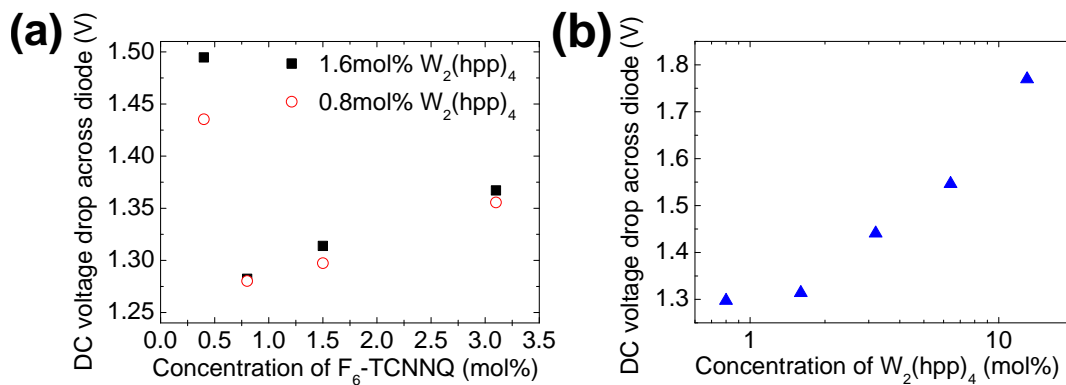 (a)
DC voltage drop across diode (V)
1.50
1.45
1.40
1.35
1.30
1.25
1.6mol% W₂(hpp)₄
0.8mol% W₂(hpp)₄
0.0 0.5 1.0 1.5 2.0 2.5 3.0 3.5
Concentration of F₆-TCNNQ (mol%)
(b)
DC voltage drop across diode (V)
1.8
1.7
1.6
1.5
1.4
1.3
1 10
Concentration of W₂(hpp)₄ (mol%)